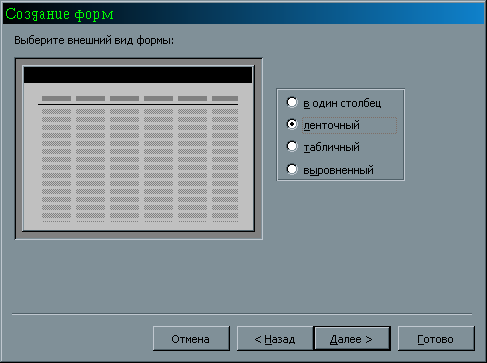 Создание форм
Выберите внешний вид формы:
в один столбец
ленточный
табличный
выровненный
Отмена
< Назад
Далее >
Готово